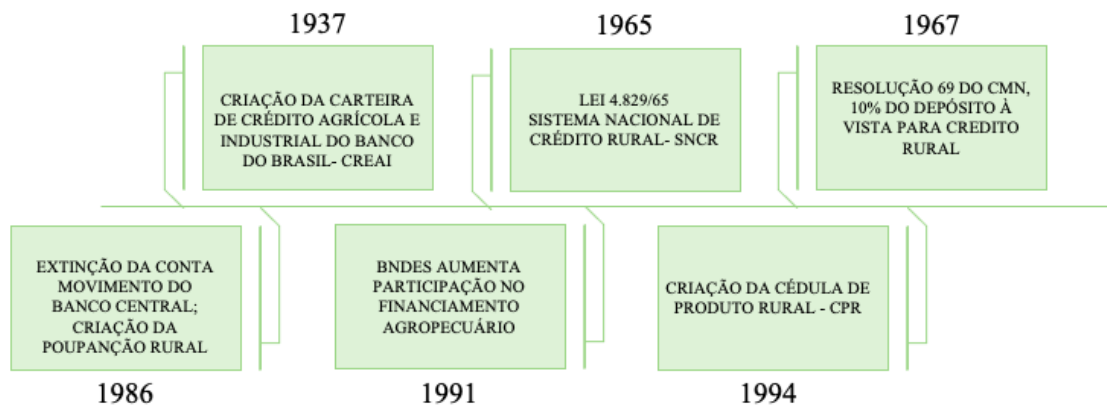 1937
CRIAÇÃO DA CARTEIRA
DE CRÉDITO AGRÍCOLA E
INDUSTRIAL DO BANCO
DO BRASIL- CREAI
1965
LEI 4.829/65
SISTEMA NACIONAL DE
CRÉDITO RURAL- SNCR
1967
RESOLUÇÃO 69 DO CMN,
10% DO DEPÓSITO À
VISTA PARA CREDITO
RURAL
EXTINÇÃO DA CONTA
MOVIMENTO DO
BANCO CENTRAL;
CRIAÇÃO DA
POUPANÇÃO RURAL
1986
BNDES AUMENTA
PARTICIPAÇÃO NO
FINANCIAMENTO
AGROPECUÁRIO
1991
CRIAÇÃO DA CÉDULA DE
PRODUTO RURAL - CPR
1994